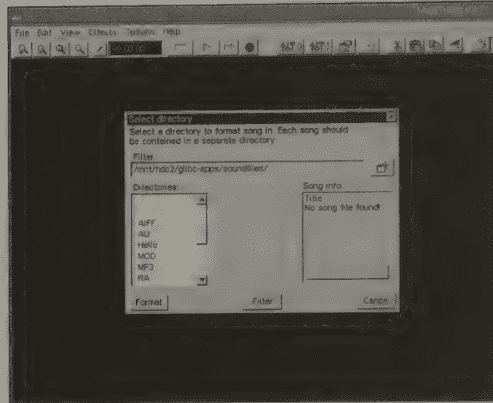 File Edit View Effects Options Help
Select directory
Select a directory to format song in. Each song should
be contained in a separate directory
Filter
/mnt/hdc2/glibc-apps/soundfiles/
Directories:
Song info:
Title
No song file found!
AIFF
AU
Hello
MOD
MP3
RA
Format Filter Cancel